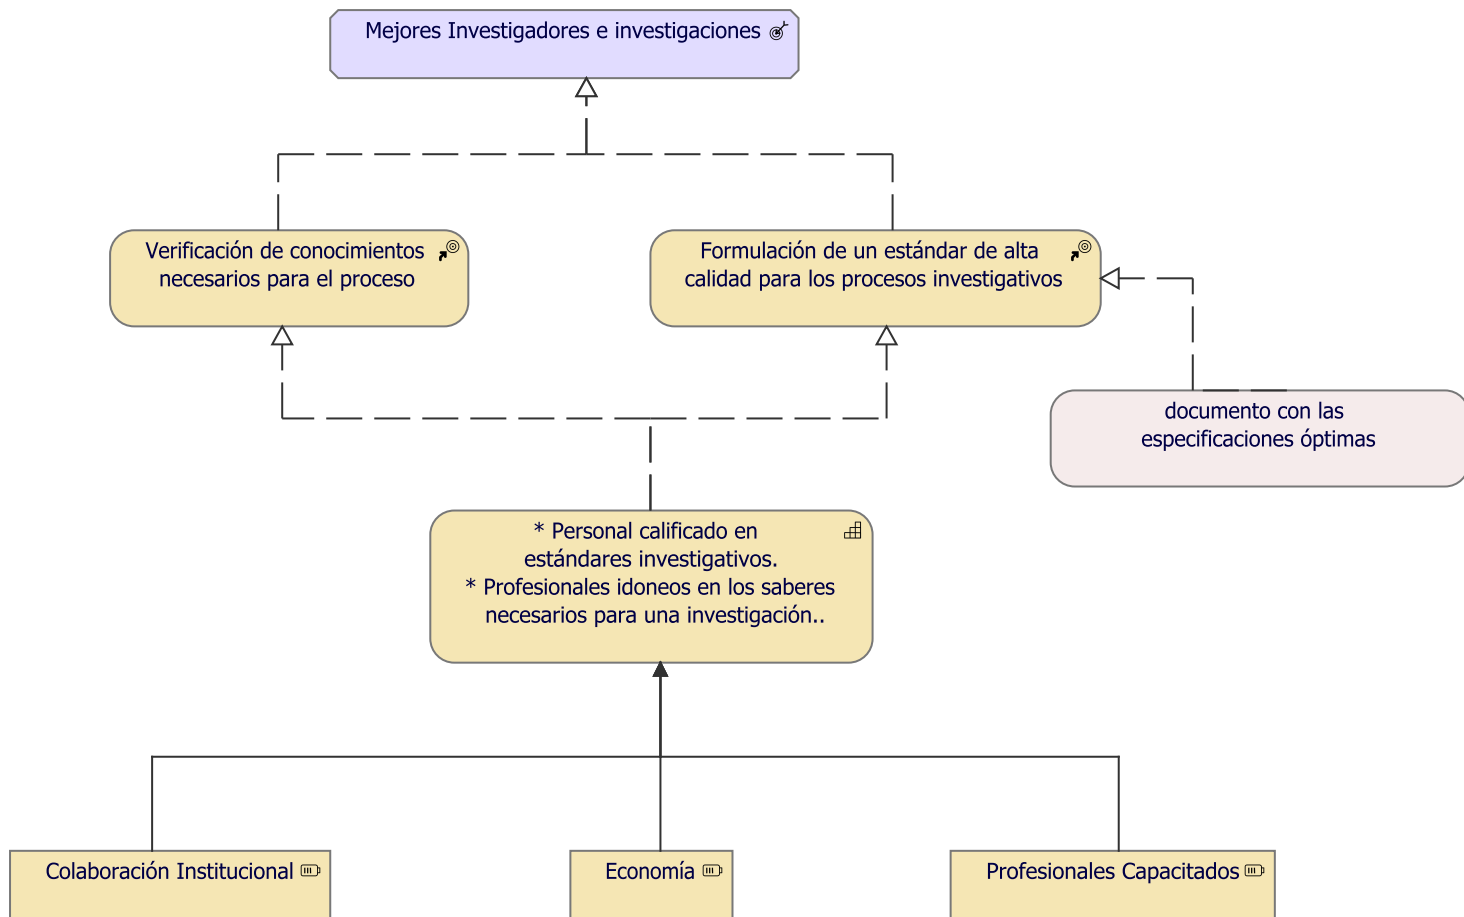 Mejores Investigadores e investigaciones
Verificación de conocimientos
necesarios para el proceso
Formulación de un estándar de alta
calidad para los procesos investigativos
documento con las
especificaciones óptimas
* Personal calificado en
estándares investigativos.
* Profesionales idoneos en los saberes
necesarios para una investigación..
Colaboración Institucional
Economía
Profesionales Capacitados